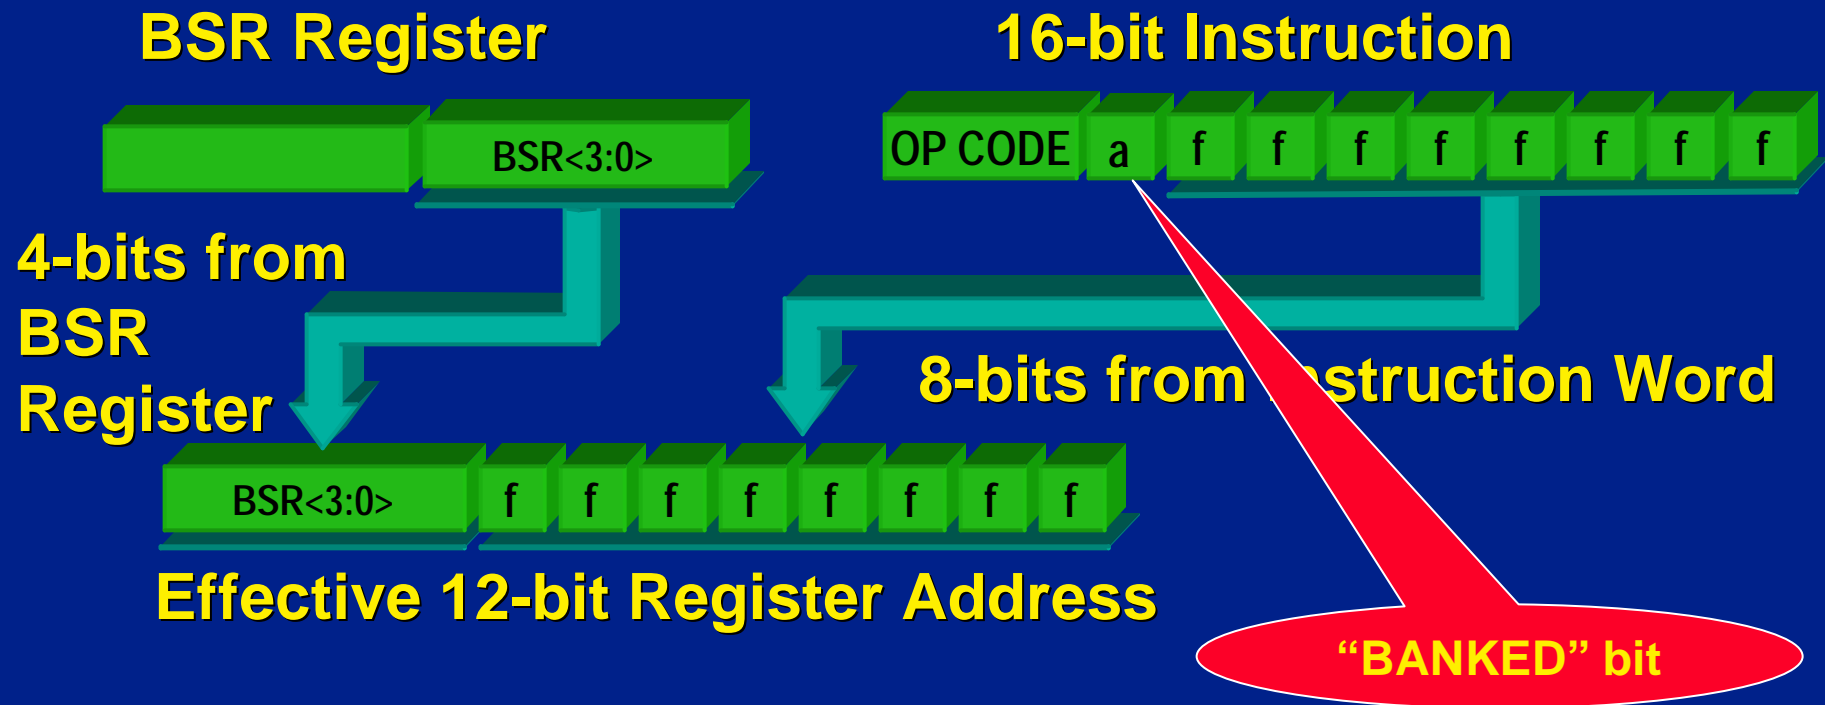 BSR Register
16-bit Instruction
BSR<3:0>
OP CODE a f f f f f f f f
4-bits from
BSR
Register
8-bits from Instruction Word
BSR<3:0> f f f f f f f f
Effective 12-bit Register Address
“BANKED” bit